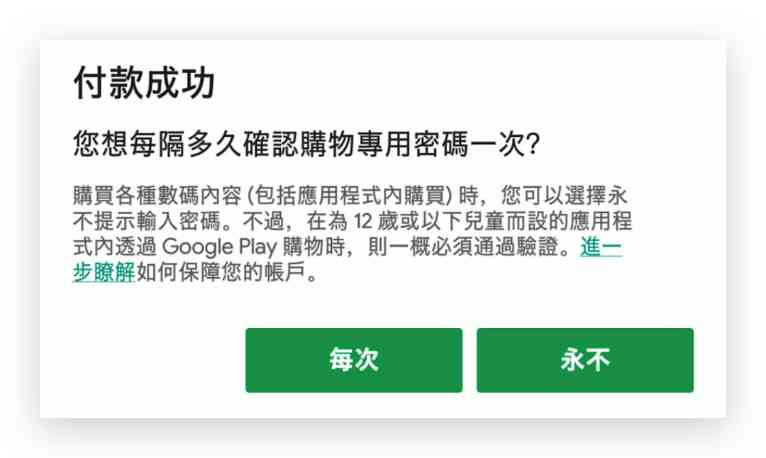 付款成功
您想每隔多久確認購物專用密碼一次?
購買各種數碼內容 (包括應用程式內購買) 時，您可以選擇永
不提示輸入密碼。不過，在為 12 歲或以下兒童而設的應用程
式內透過 Google Play 購物時，則一概必須通過驗證。進一
步瞭解如何保障您的帳戶。
每次
永不